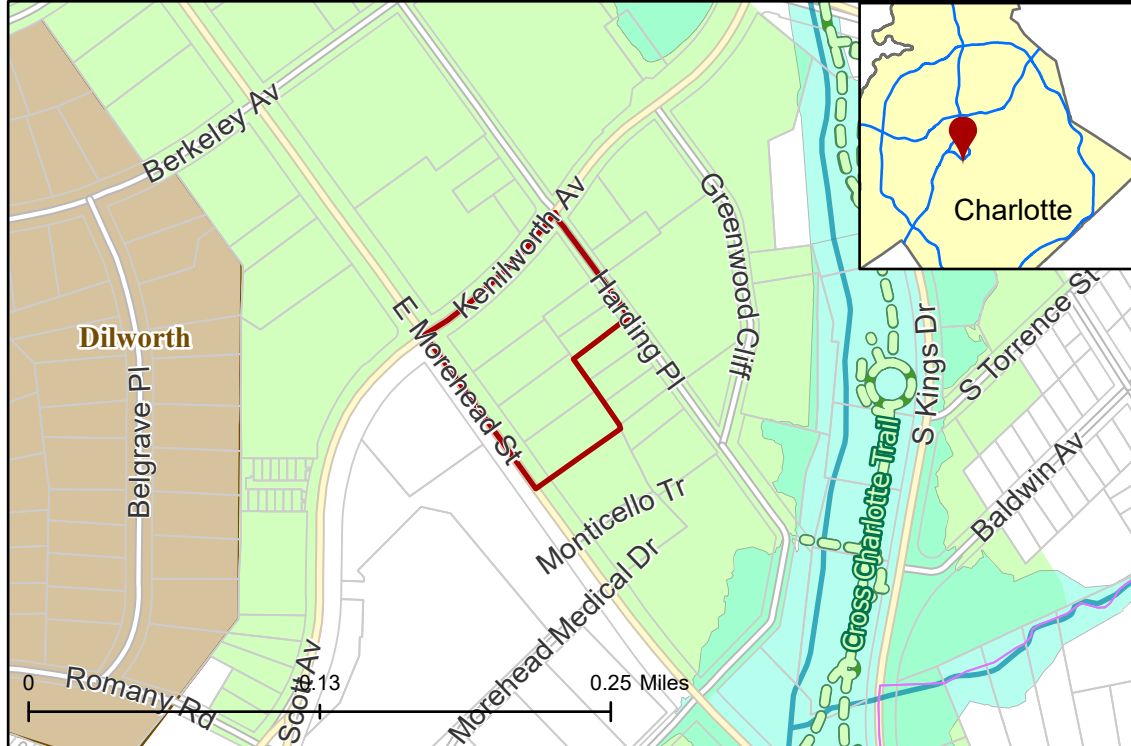 Berkeley Av
Kenilworth Av
Greenwood Cliff
Charlotte
E Morehead St
Harding Pl
Dilworth
Belgrave Pl
S Kings Dr
S Torrence St
Baldwin Av
Cross Charlotte Trail
Monticello Tr
Morehead Medical Dr
Scott Av
Romany Rd
0 0.13 0.25 Miles